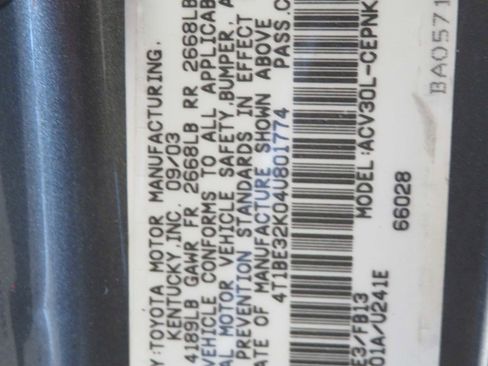 Y:TOYOTA MOTOR MANUFACTURING.
KENTUCKY,INC. 09/03
4189LB GAWR FR 2668LB RR 2668LB
VEHICLE CONFORMS TO ALL APPLICAB
AL MOTOR VEHICLE SAFETY,BUMPER, A
PREVENTION STANDARDS IN EFFECT
ATE OF MANUFACTURE SHOWN ABOVE
4T1BE32K04U801774 PASS.C
MODEL:ACV30L-CEPNK
E3/FB13
01A/U241E
66028
BA0571